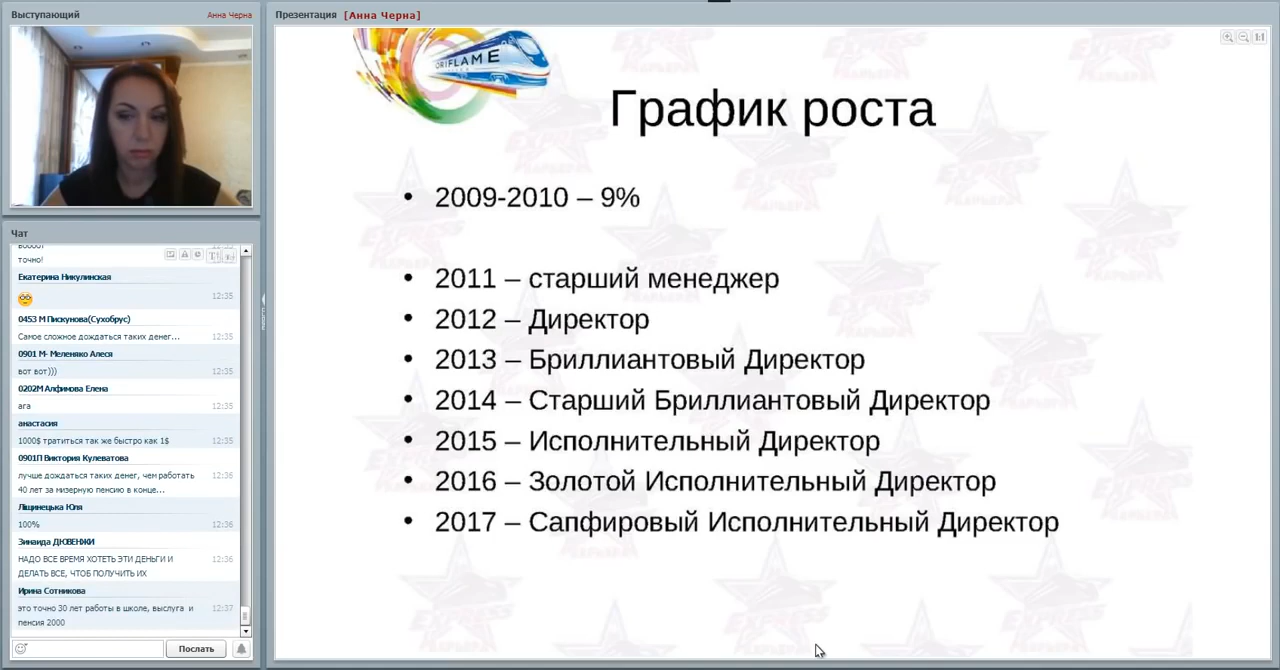 Выступающий
Анна Черна
Чат
точно!
Екатерина Никулинская
12:35
0453 М Пискунова(Сухобрус)
Самое сложное дождаться таких денег...
12:35
0901 М- Меленяко Алеся
вот вот)))
12:35
0202М Алфимова Елена
ага
12:35
анастасия
1000$ тратиться так же быстро как 1$
12:35
0901П Виктория Кулеватова
лучше дождаться таких денег, чем работать
12:36
40 лет за мизерную пенсию в конце...
Ліщинецька Юля
100%
12:36
Зинаида ДЮВЕНЖИ
НАДО ВСЕ ВРЕМЯ ХОТЕТЬ ЭТИ ДЕНЬГИ И
12:36
ДЕЛАТЬ ВСЕ, ЧТОБ ПОЛУЧИТЬ ИХ
Ирина Сотникова
это точно 30 лет работы в школе, выслуга и
12:37
пенсия 2000
Послать
Презентация [Анна Черна]
ORIFLAME
График роста
• 2009-2010 – 9%
• 2011 – старший менеджер
• 2012 – Директор
• 2013 – Бриллиантовый Директор
• 2014 – Старший Бриллиантовый Директор
• 2015 – Исполнительный Директор
• 2016 – Золотой Исполнительный Директор
• 2017 – Сапфировый Исполнительный Директор